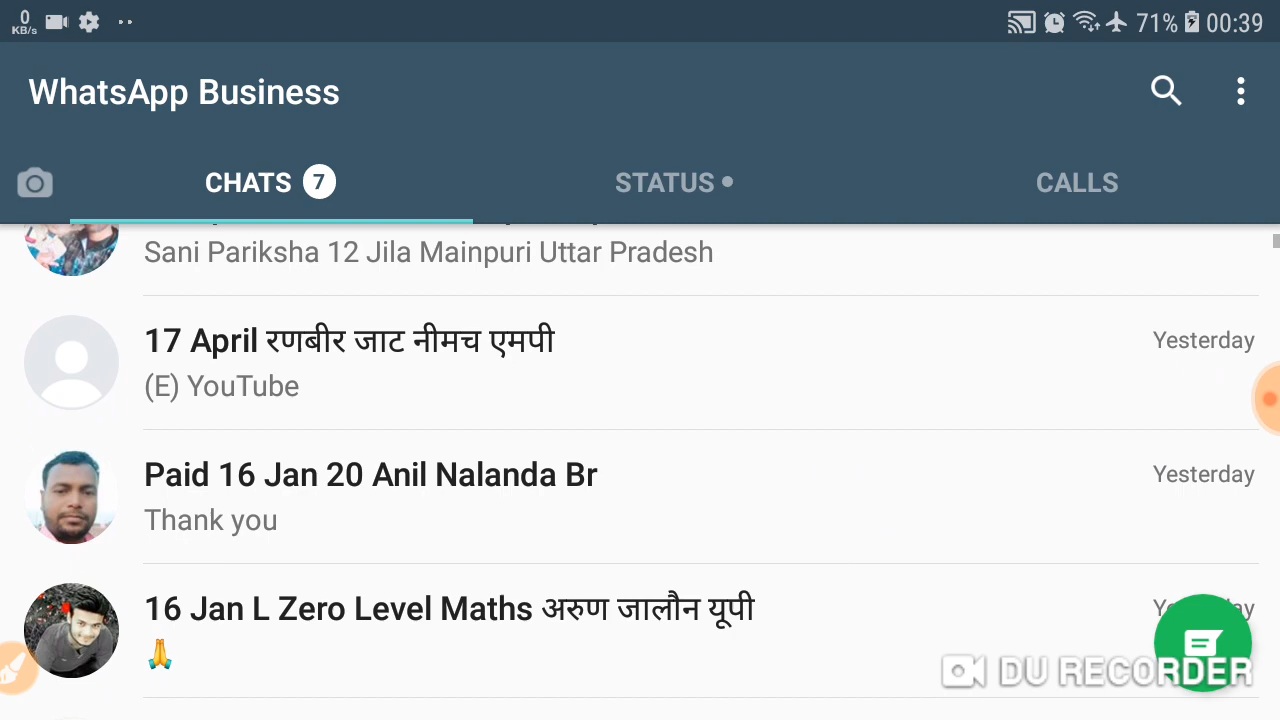 0
KB/s
71%
00:39
WhatsApp Business
CHATS 7
STATUS
CALLS
Sani Pariksha 12 Jila Mainpuri Uttar Pradesh
17 April रणबीर जाट नीमच एमपी
Yesterday
(E) YouTube
Paid 16 Jan 20 Anil Nalanda Br
Yesterday
Thank you
16 Jan L Zero Level Maths अरुण जालौन यूपी
🙏
DU RECORDER